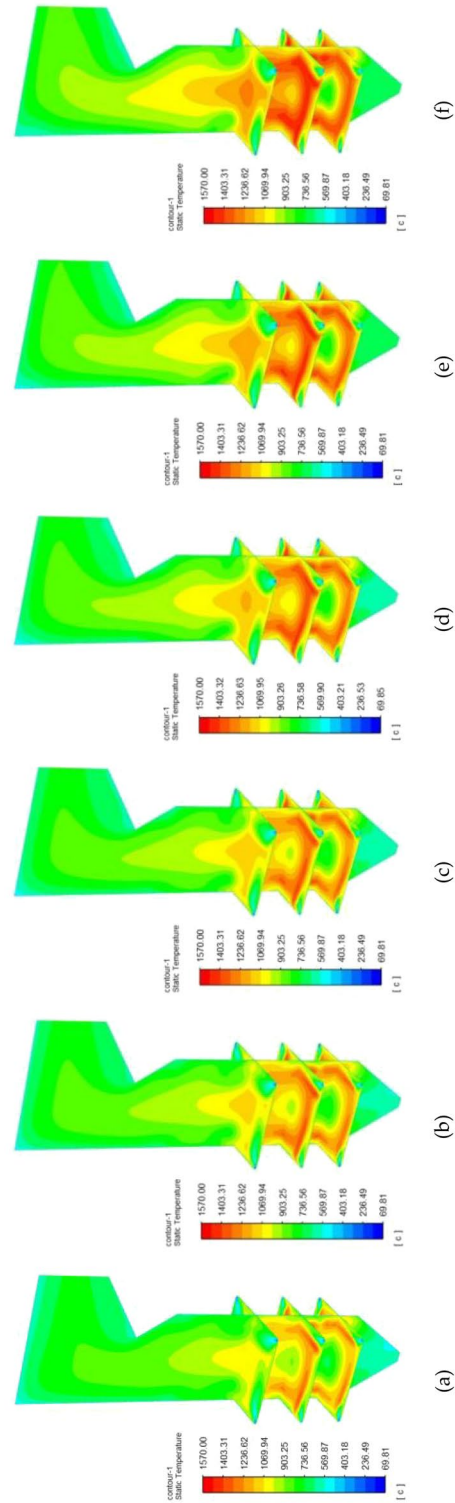 contour-1
Static Temperature
1570.00
1403.31
1236.62
1069.94
903.25
736.56
569.87
403.18
236.49
69.81
[ c ]
(a)
contour-1
Static Temperature
1570.00
1403.31
1236.62
1069.94
903.25
736.56
569.87
403.18
236.49
69.81
[ c ]
(b)
contour-1
Static Temperature
1570.00
1403.31
1236.62
1069.94
903.25
736.56
569.87
403.18
236.49
69.81
[ c ]
(c)
contour-1
Static Temperature
1570.00
1403.32
1236.63
1069.95
903.26
736.58
569.90
403.21
236.53
69.85
[ c ]
(d)
contour-1
Static Temperature
1570.00
1403.31
1236.62
1069.94
903.25
736.56
569.87
403.18
236.49
69.81
[ c ]
(e)
contour-1
Static Temperature
1570.00
1403.31
1236.62
1069.94
903.25
736.56
569.87
403.18
236.49
69.81
[ c ]
(f)